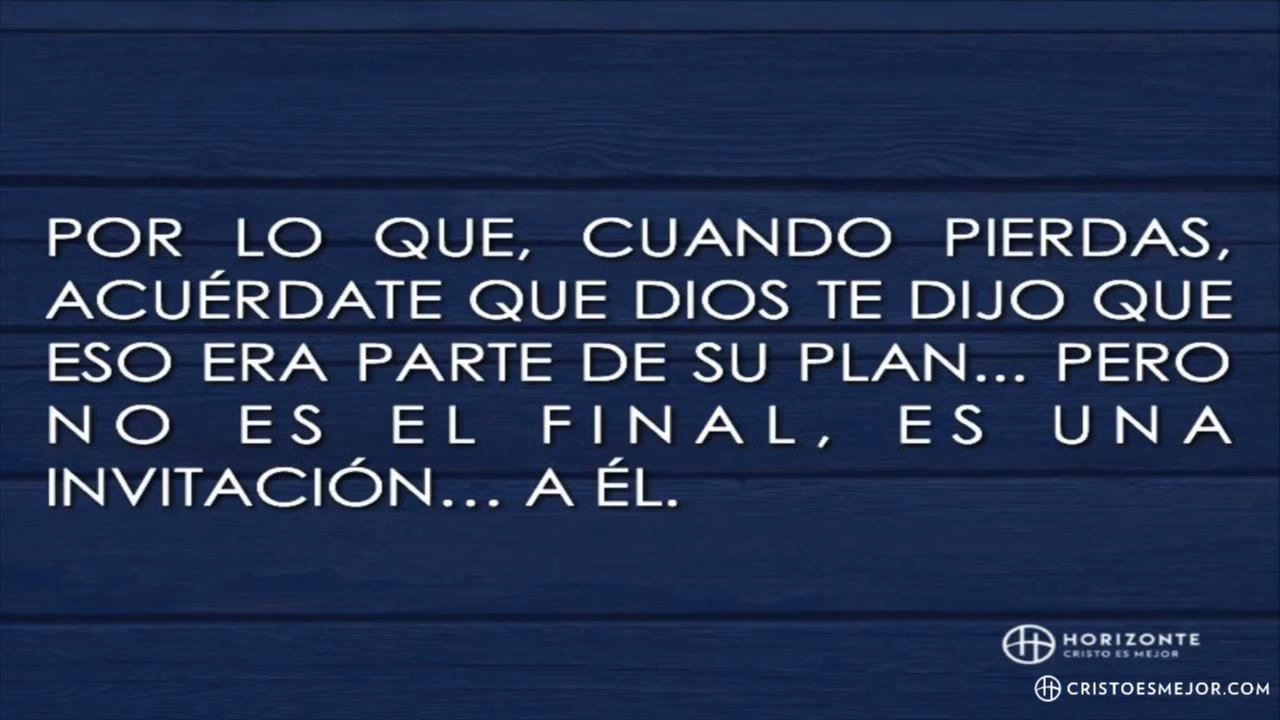 POR LO QUE, CUANDO PIERDAS,
ACUÉRDATE QUE DIOS TE DIJO QUE
ESO ERA PARTE DE SU PLAN... PERO
NO ES EL FINAL, ES UNA
INVITACIÓN... A ÉL.
HORIZONTE
CRISTO ES MEJOR
CRISTOESMEJOR.COM